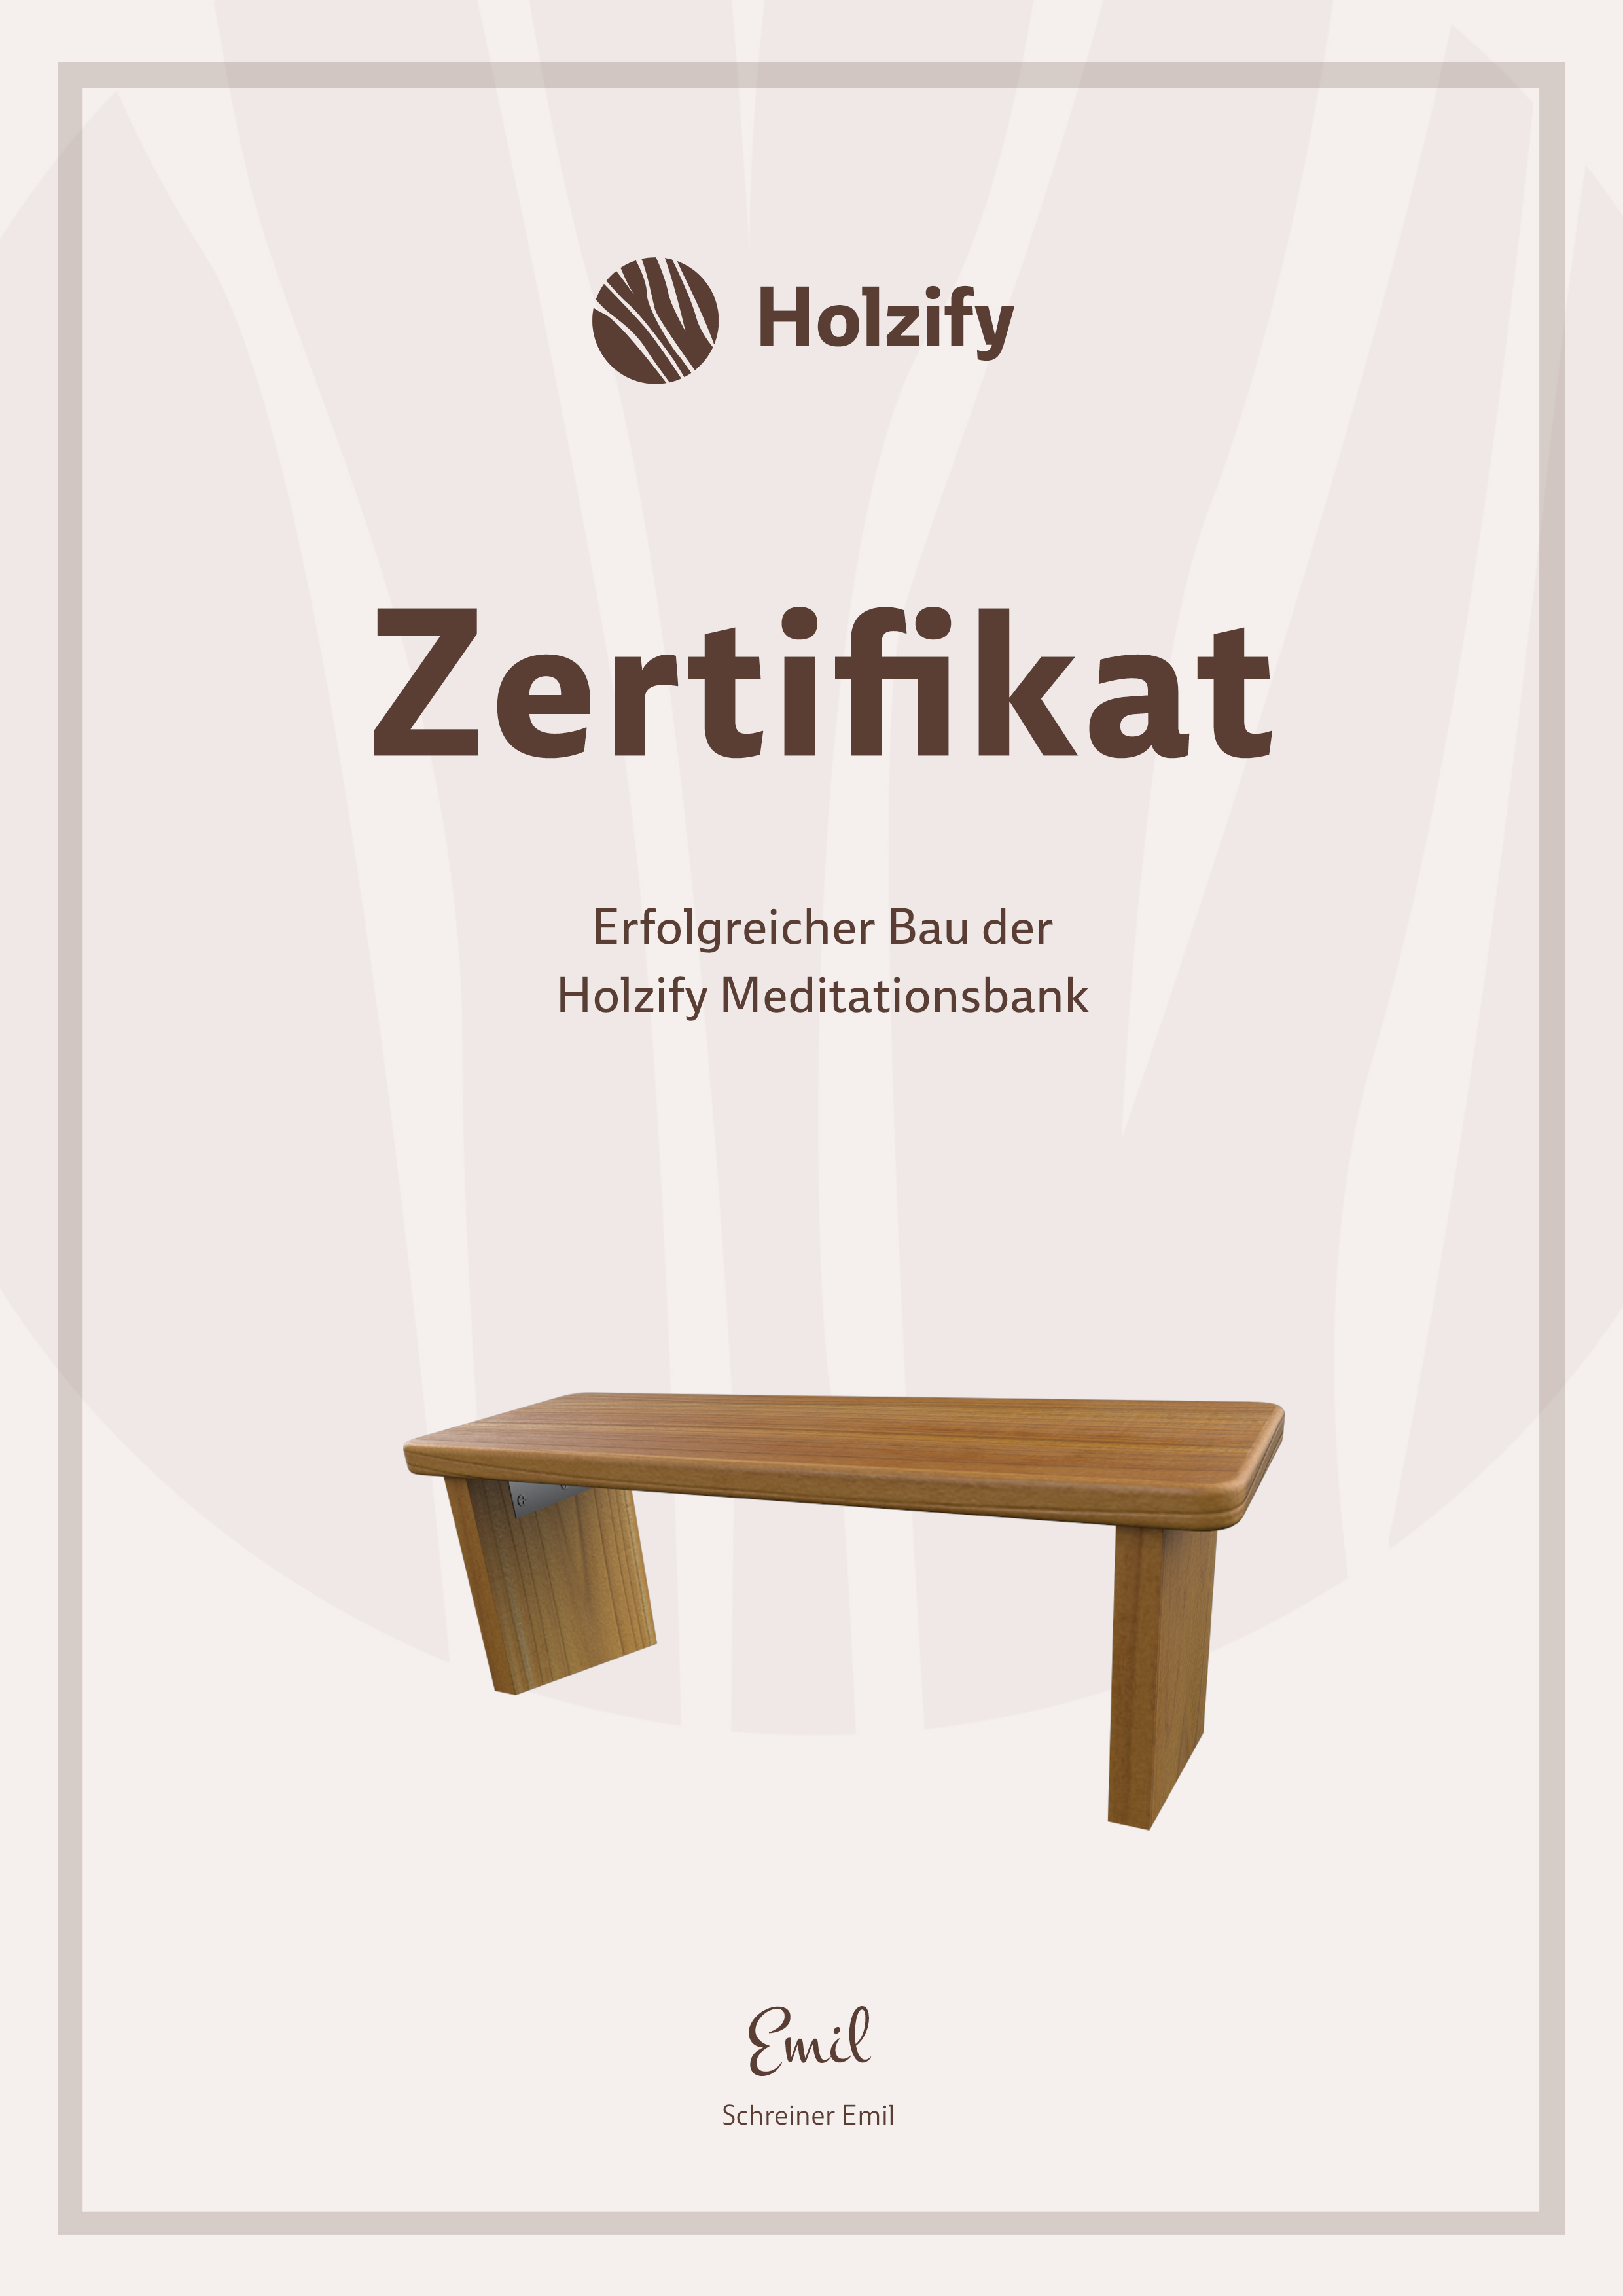 Holzify
Zertifikat
Erfolgreicher Bau der
Holzify Meditationsbank
Emil
Schreiner Emil